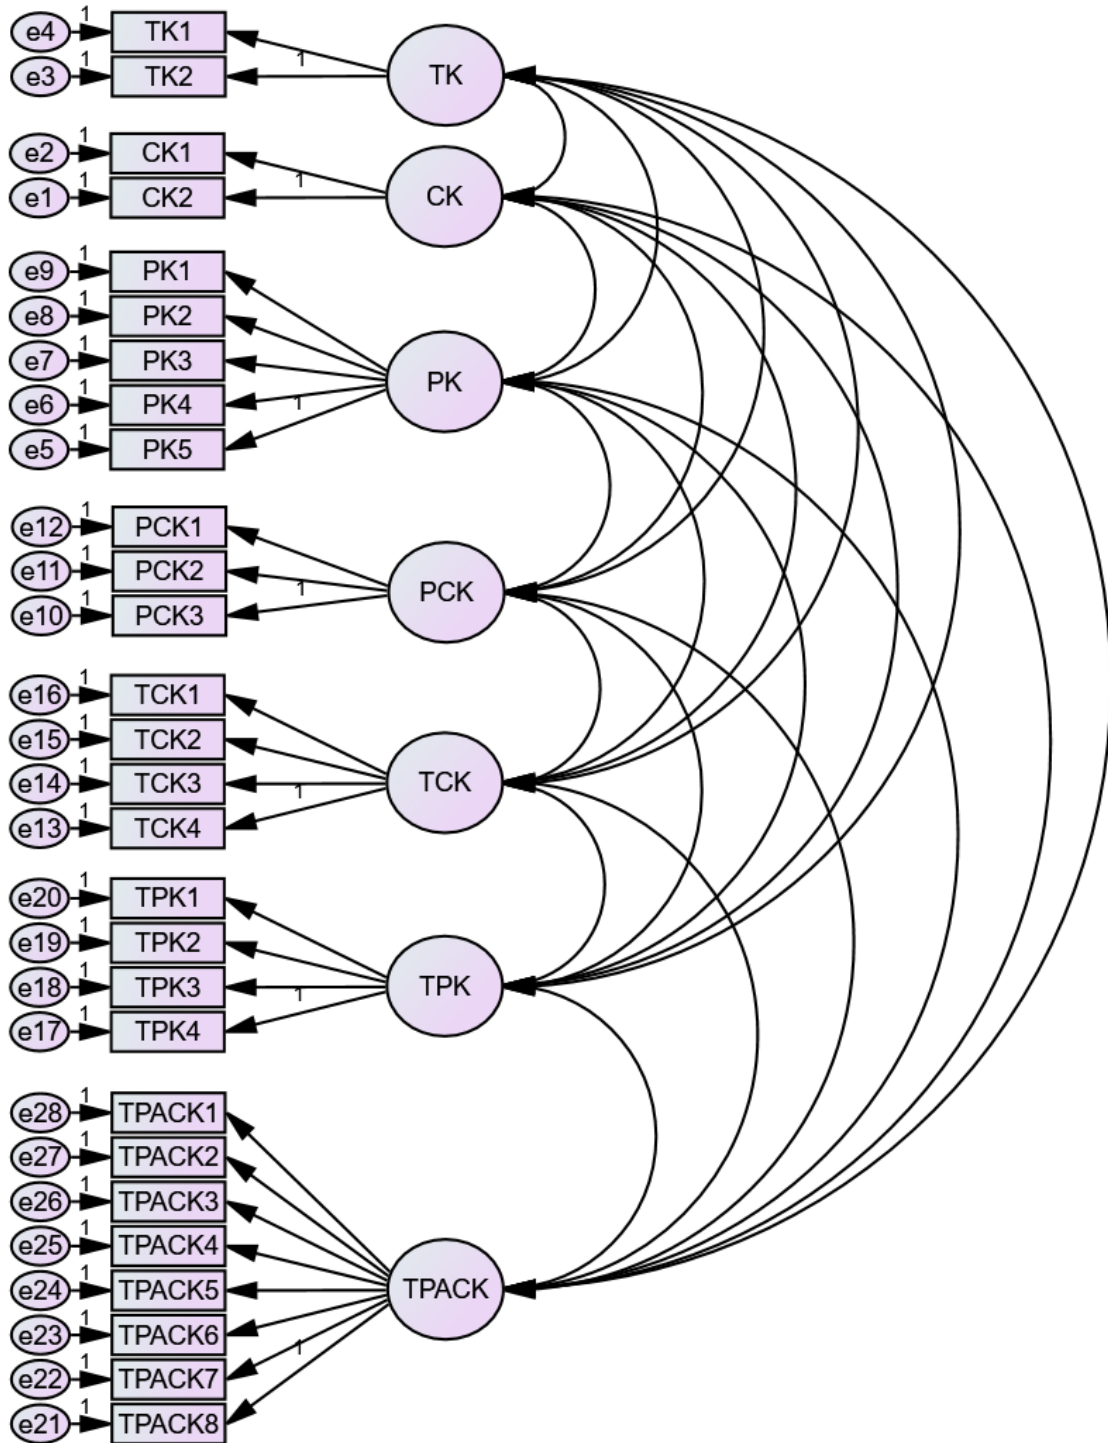 e4 1 TK1
e3 1 TK2 1 TK
e2 1 CK1
e1 1 CK2 1 CK
e9 1 PK1
e8 1 PK2
e7 1 PK3 PK
e6 1 PK4 1
e5 1 PK5
e12 1 PCK1
e11 1 PCK2 1 PCK
e10 1 PCK3
e16 1 TCK1
e15 1 TCK2
e14 1 TCK3 1 TCK
e13 1 TCK4
e20 1 TPK1
e19 1 TPK2
e18 1 TPK3 1 TPK
e17 1 TPK4
e28 1 TPACK1
e27 1 TPACK2
e26 1 TPACK3
e25 1 TPACK4
e24 1 TPACK5 TPACK
e23 1 TPACK6 1
e22 1 TPACK7
e21 1 TPACK8